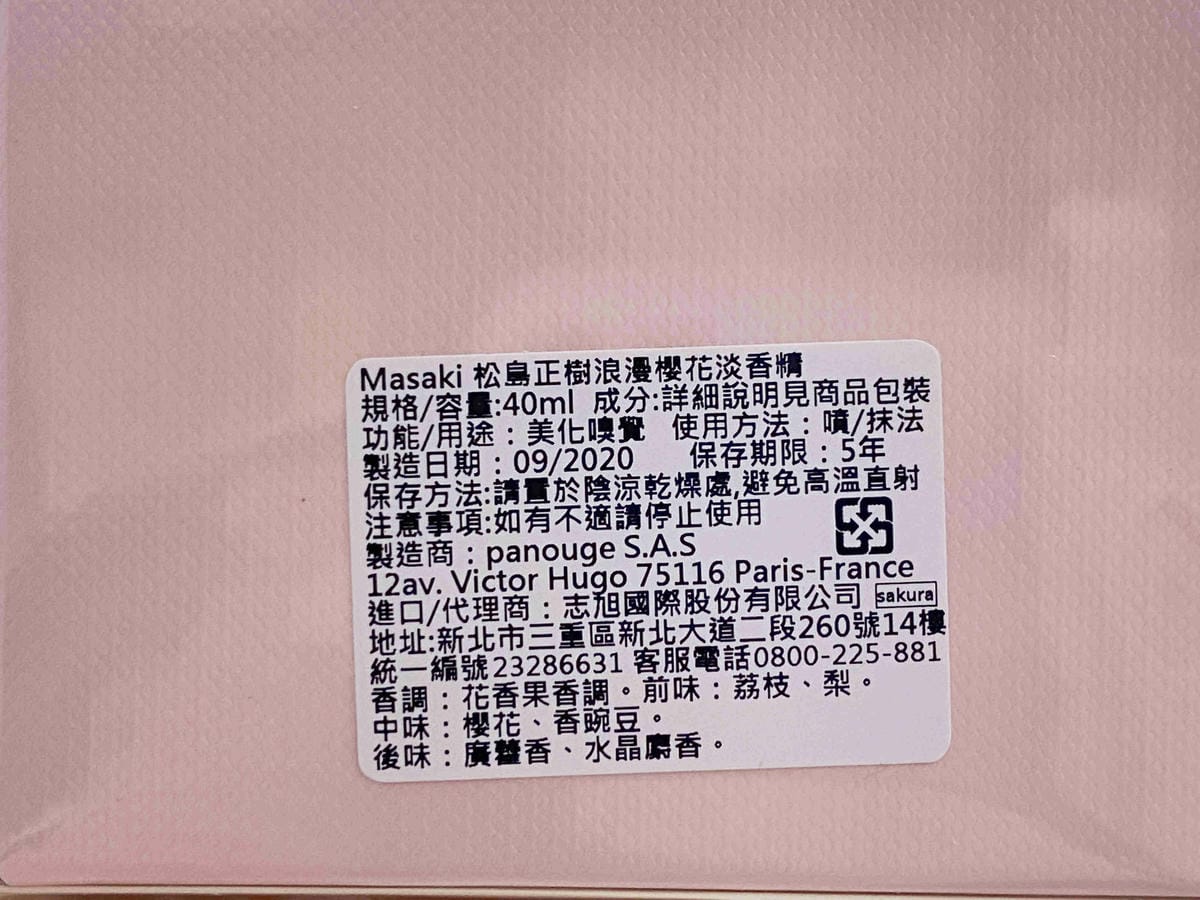 Masaki 松島正樹浪漫櫻花淡香精
規格/容量:40ml 成分:詳細說明見商品包裝
功能/用途：美化嗅覺 使用方法：噴/抹法
製造日期：09/2020 保存期限：5年
保存方法:請置於陰涼乾燥處,避免高溫直射
注意事項:如有不適請停止使用
製造商：panouge S.A.S
12av. Victor Hugo 75116 Paris-France
進口/代理商：志旭國際股份有限公司 sakura
地址:新北市三重區新北大道二段260號14樓
統一編號23286631 客服電話0800-225-881
香調：花香果香調。前味：荔枝、梨。
中味：櫻花、香豌豆。
後味：廣藿香、水晶麝香。